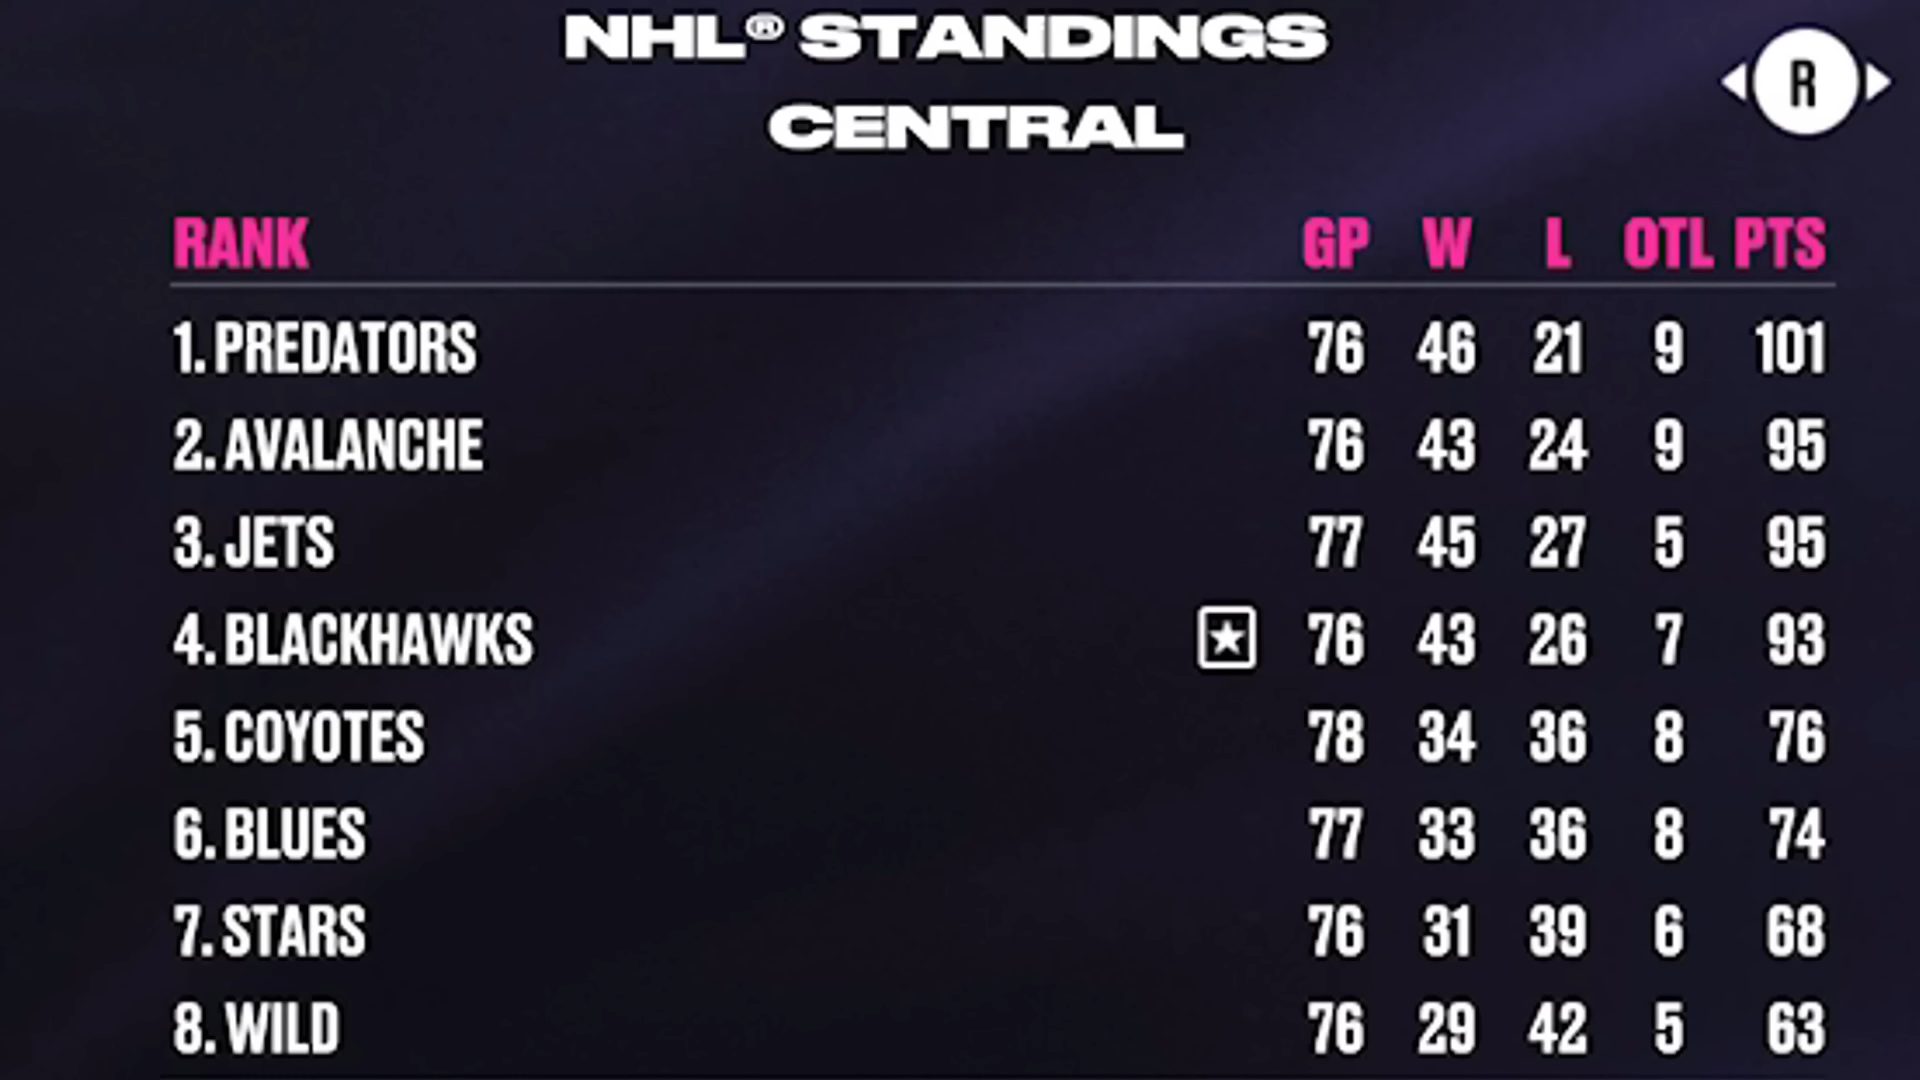 NHL® STANDINGS
CENTRAL
R
RANK GP W L OTL PTS
1. PREDATORS 76 46 21 9 101
2. AVALANCHE 76 43 24 9 95
3. JETS 77 45 27 5 95
4. BLACKHAWKS 76 43 26 7 93
5. COYOTES 78 34 36 8 76
6. BLUES 77 33 36 8 74
7. STARS 76 31 39 6 68
8. WILD 76 29 42 5 63